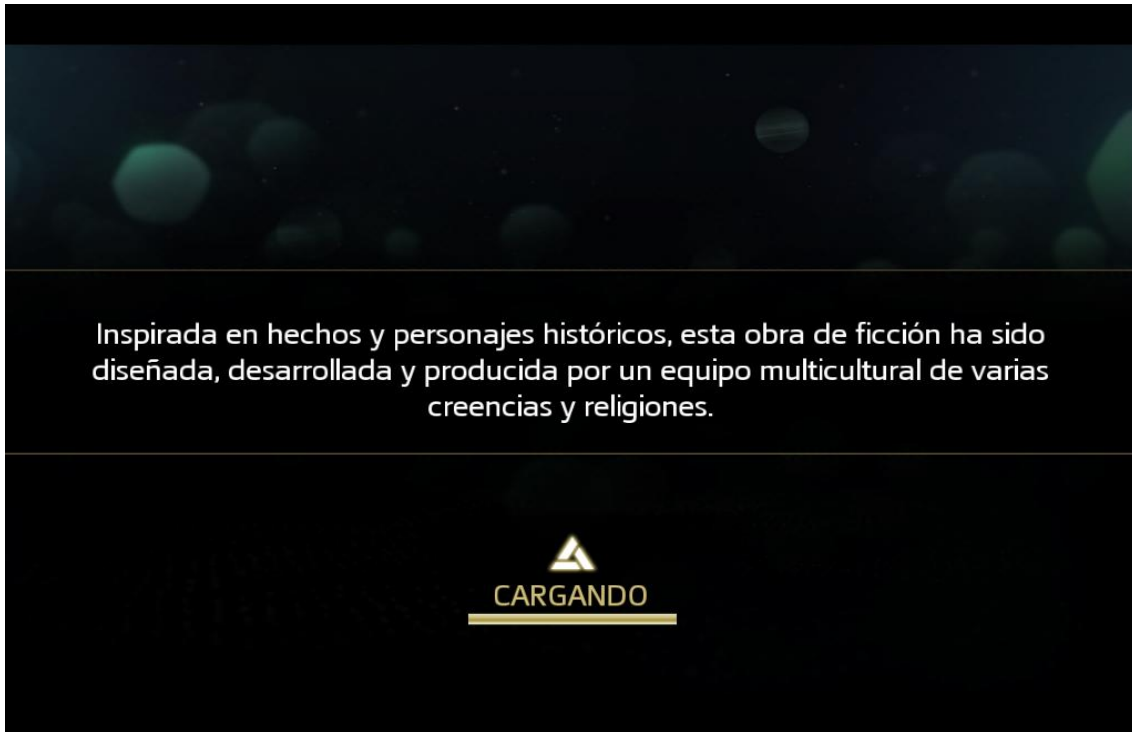 Inspirada en hechos y personajes históricos, esta obra de ficción ha sido
diseñada, desarrollada y producida por un equipo multicultural de varias
creencias y religiones.
CARGANDO